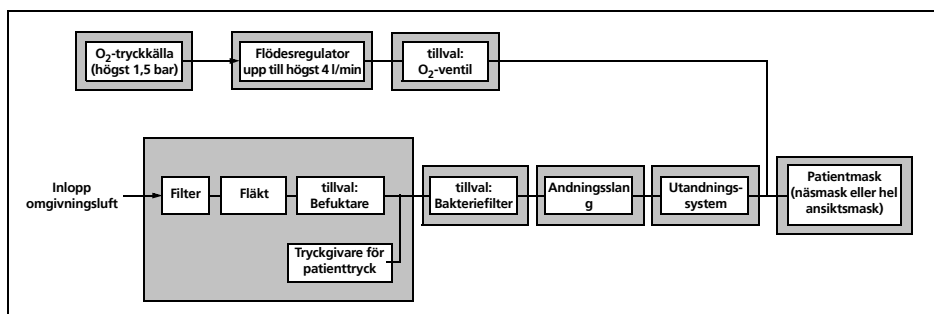 O₂-tryckkälla
(högst 1,5 bar)
Flödesregulator
upp till högst 4 l/min
tillval:
O₂-ventil
Inlopp
omgivningsluft
Filter
Fläkt
tillval:
Befuktare
Tryckgivare för
patienttryck
tillval:
Bakteriefilter
Andningsslan
g
Utandnings-
system
Patientmask
(näsmask eller hel
ansiktsmask)